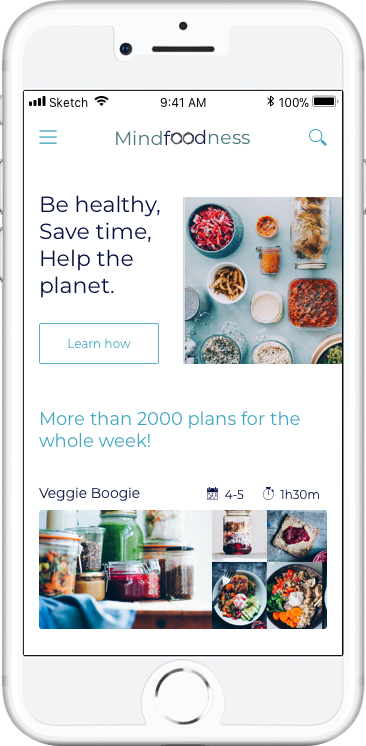 Sketch 9:41 AM 100%
Mindfoodness
Be healthy,
Save time,
Help the
planet.
Learn how
More than 2000 plans for the
whole week!
Veggie Boogie 4-5 1h30m